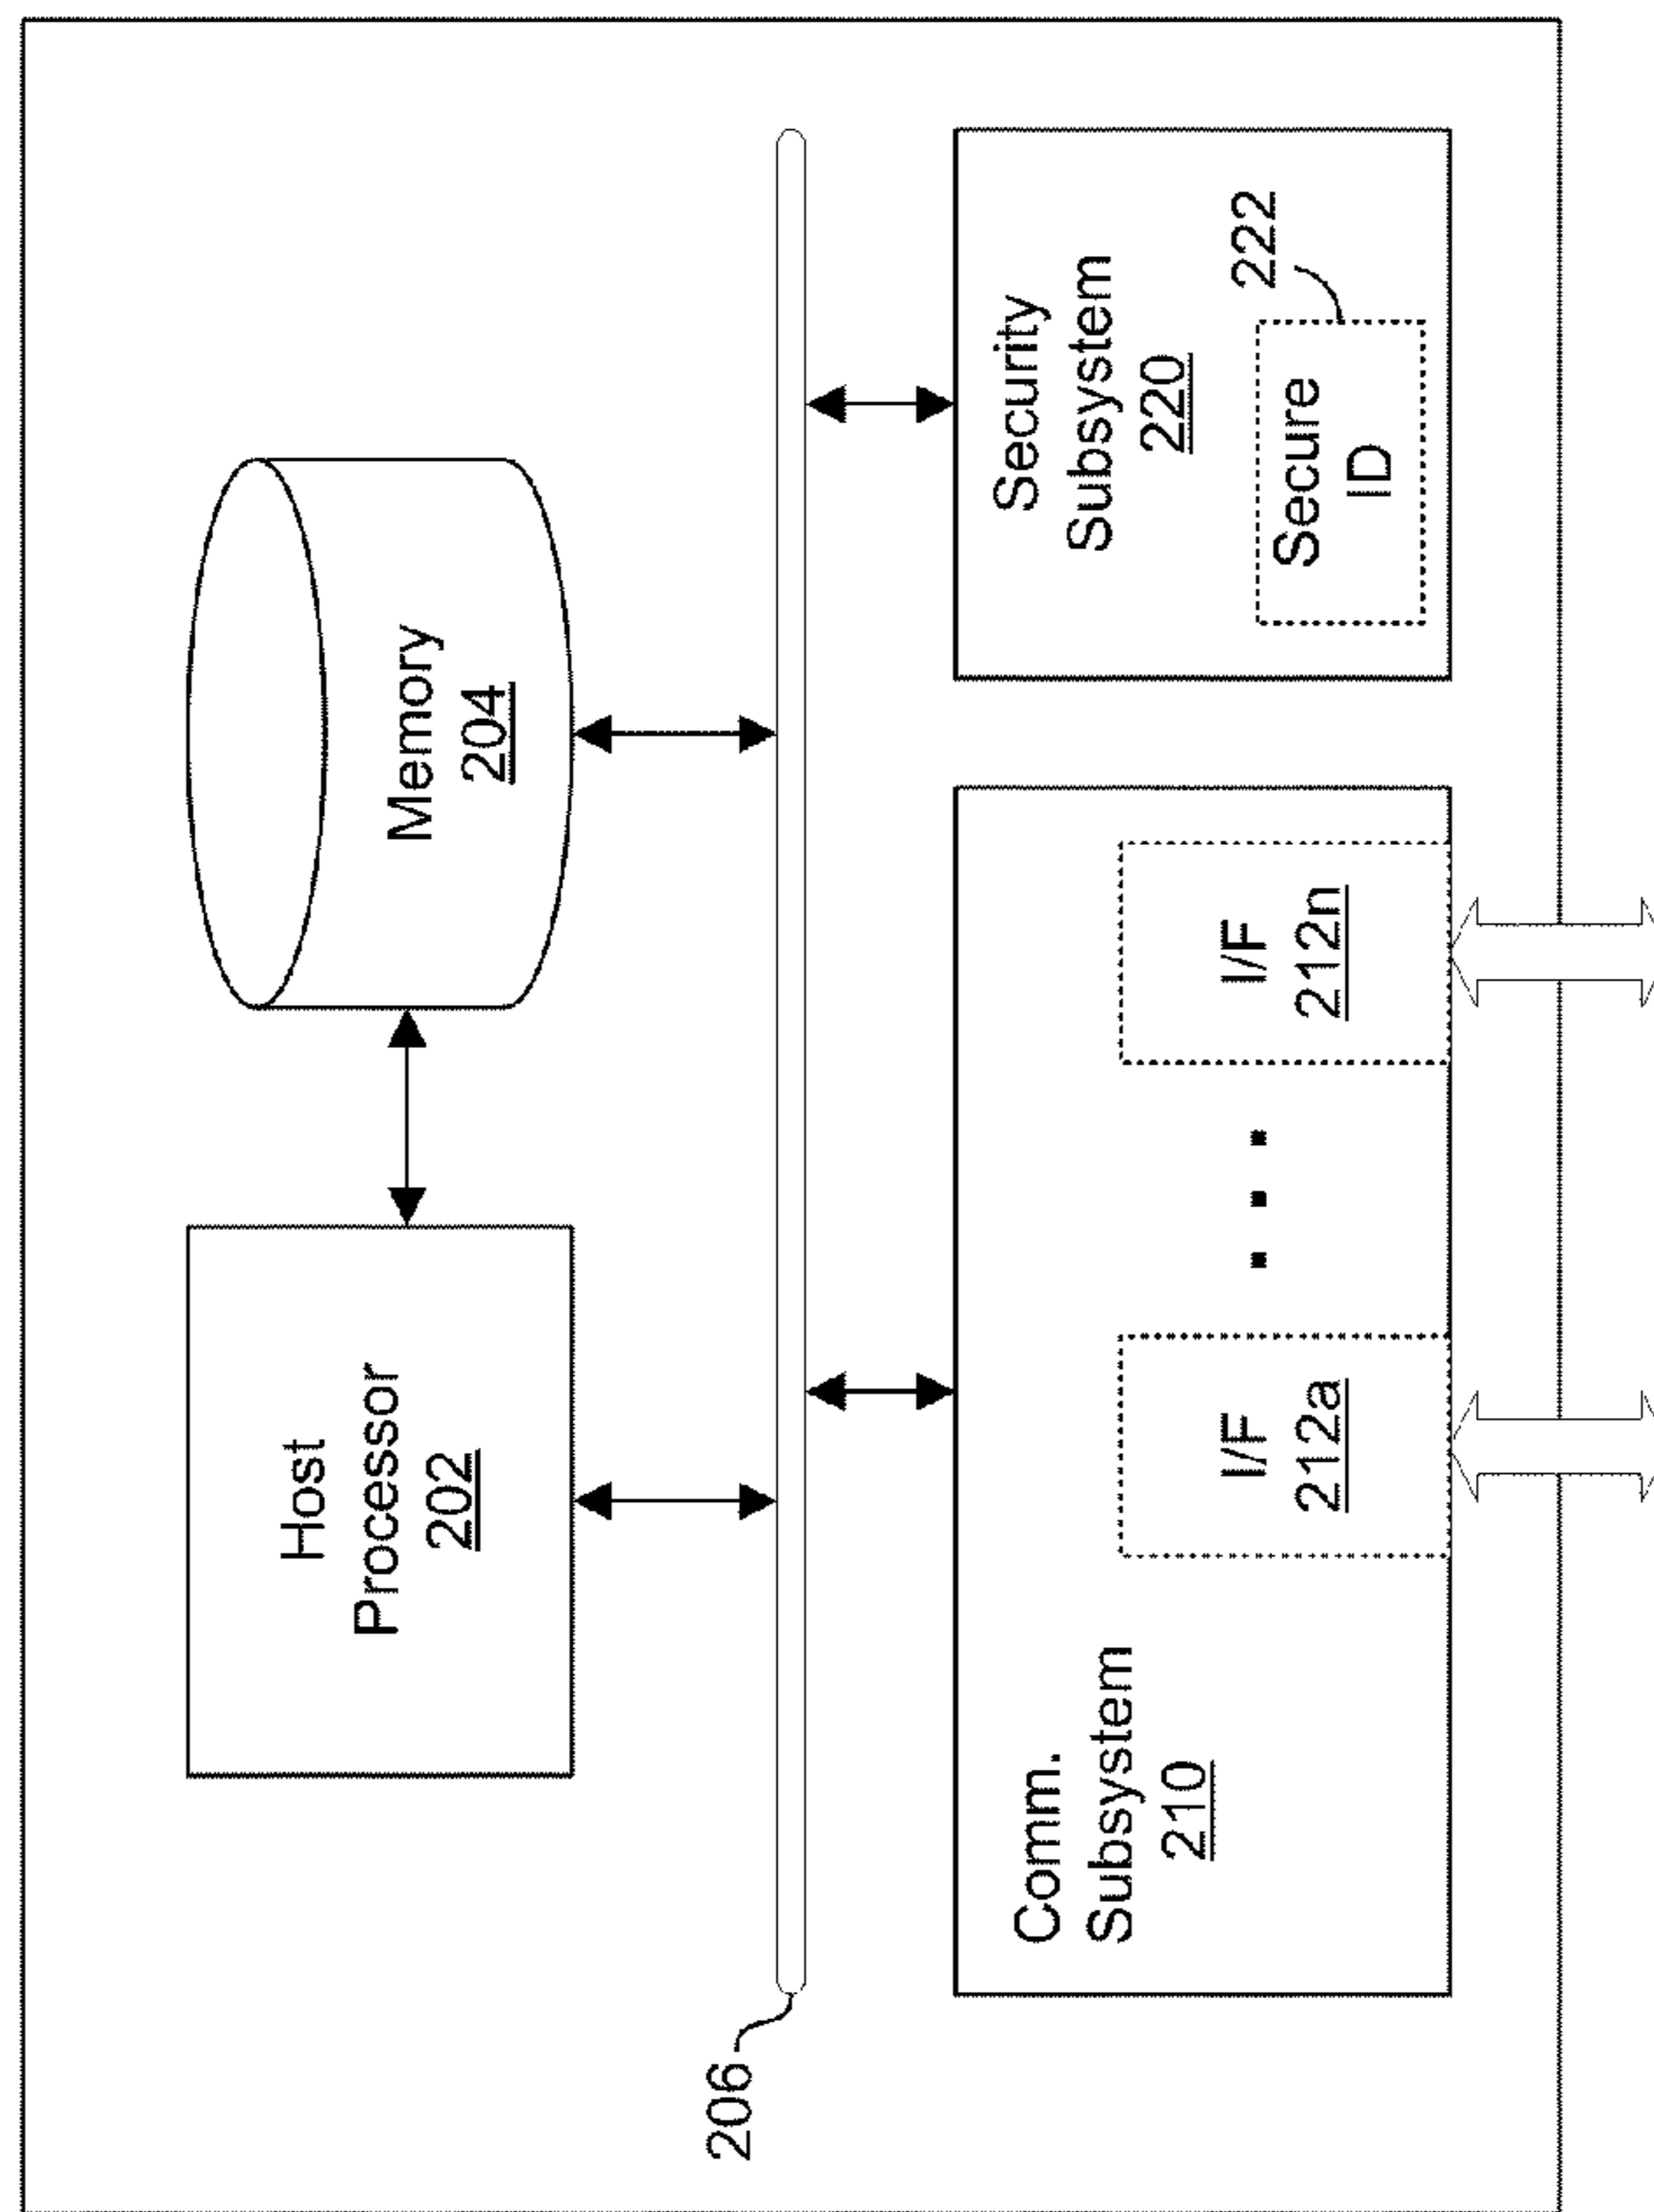 Host
Processor
202
Memory
204
206
Comm.
Subsystem
210
I/F
212a
I/F
212n
Security
Subsystem
220
222
Secure
ID